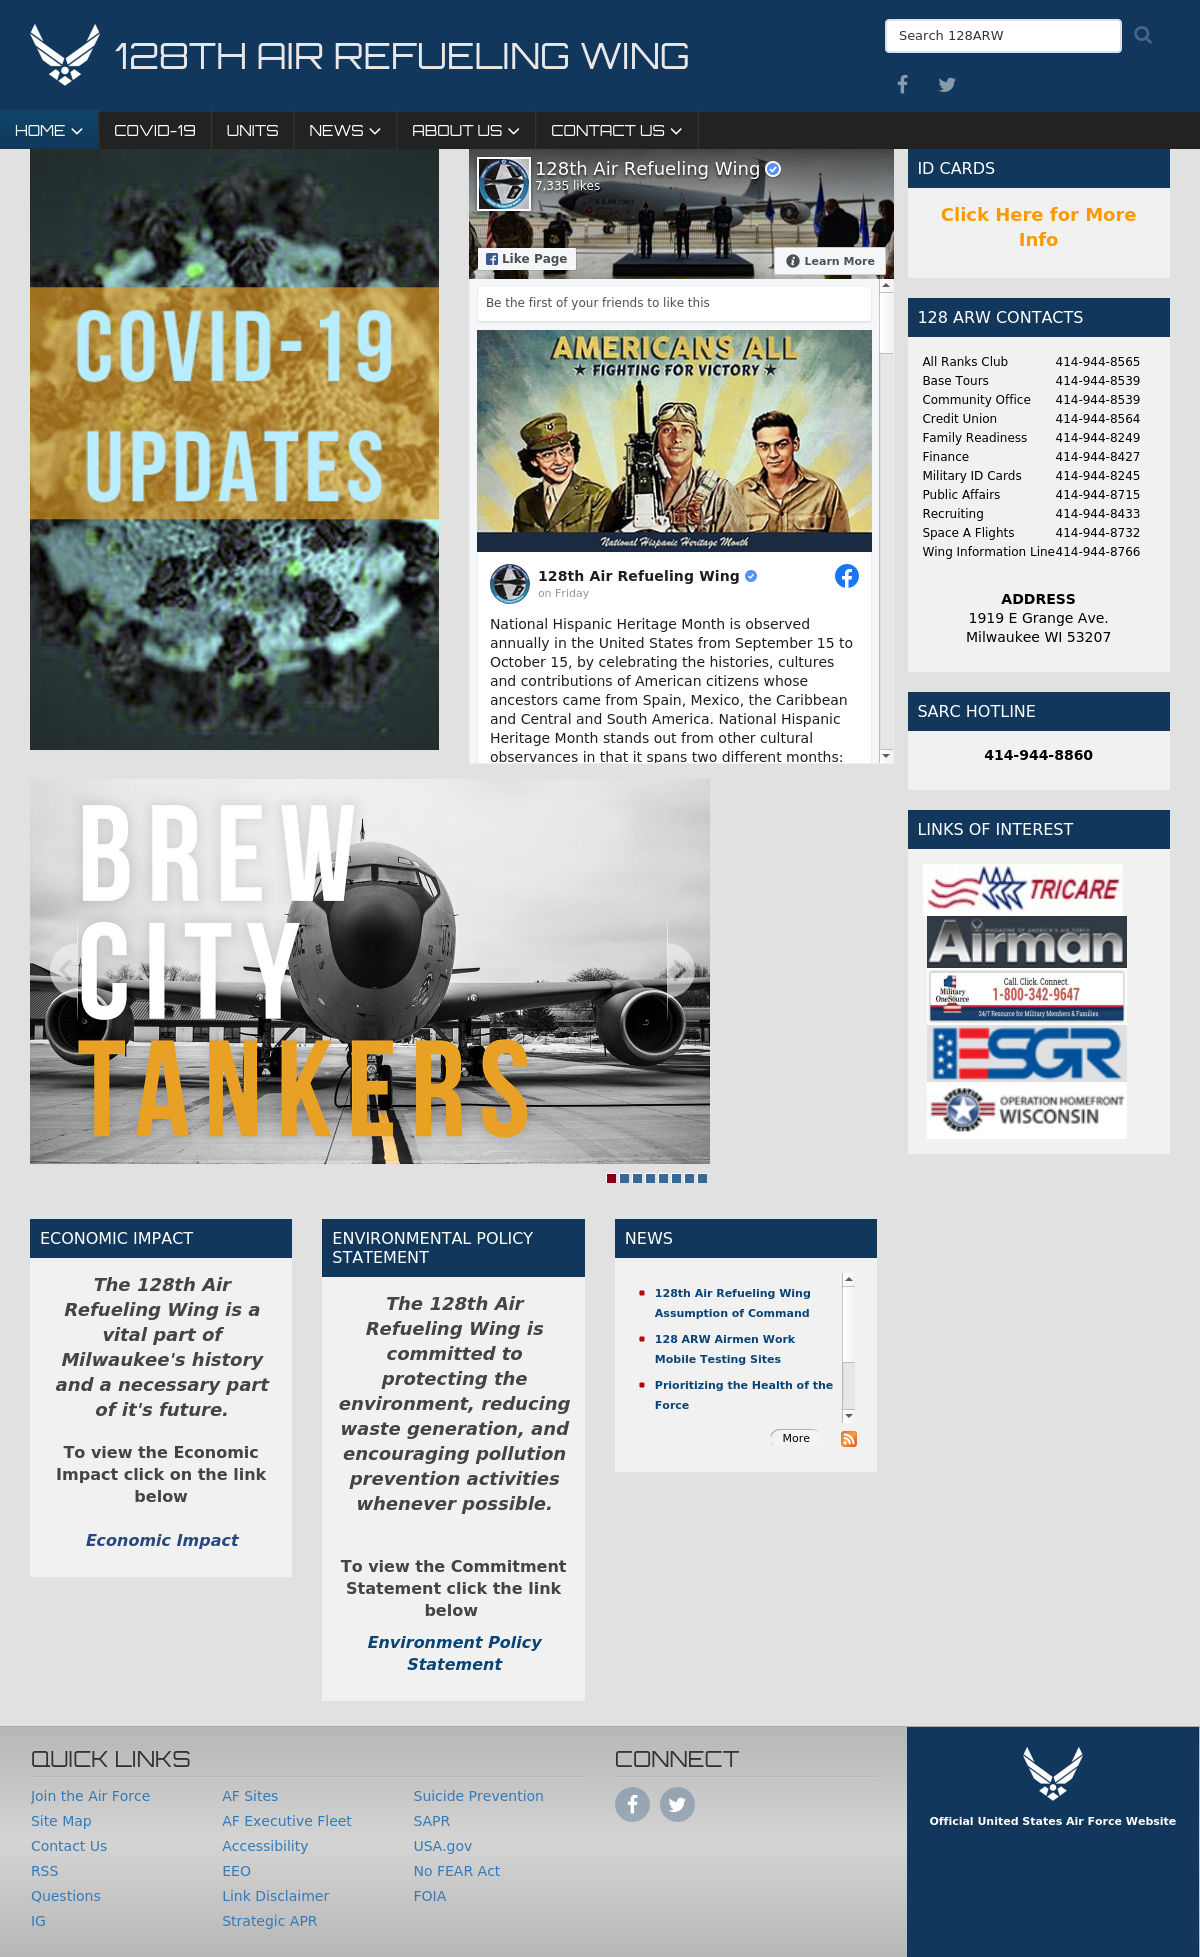 128TH AIR REFUELING WING
Search 128ARW
HOME
COVID-19
UNITS
NEWS
ABOUT US
CONTACT US
COVID-19
UPDATES
128th Air Refueling Wing
7,335 likes
Like Page
Learn More
Be the first of your friends to like this
AMERICANS ALL
★ FIGHTING FOR VICTORY ★
National Hispanic Heritage Month
128th Air Refueling Wing
on Friday
National Hispanic Heritage Month is observed
annually in the United States from September 15 to
October 15, by celebrating the histories, cultures
and contributions of American citizens whose
ancestors came from Spain, Mexico, the Caribbean
and Central and South America. National Hispanic
Heritage Month stands out from other cultural
observances in that it spans two different months:
ID CARDS
Click Here for More
Info
128 ARW CONTACTS
All Ranks Club 414-944-8565
Base Tours 414-944-8539
Community Office 414-944-8539
Credit Union 414-944-8564
Family Readiness 414-944-8249
Finance 414-944-8427
Military ID Cards 414-944-8245
Public Affairs 414-944-8715
Recruiting 414-944-8433
Space A Flights 414-944-8732
Wing Information Line 414-944-8766
ADDRESS
1919 E Grange Ave.
Milwaukee WI 53207
SARC HOTLINE
414-944-8860
LINKS OF INTEREST
TRICARE
MAGAZINE OF AMERICA'S AIR FORCE
Airman
Military
OneSource
Call. Click. Connect.
1-800-342-9647
24/7 Resource for Military Members & Families
ESGR
OPERATION HOMEFRONT
WISCONSIN
BREW
CITY
TANKERS
ECONOMIC IMPACT
The 128th Air
Refueling Wing is a
vital part of
Milwaukee's history
and a necessary part
of it's future.
To view the Economic
Impact click on the link
below
Economic Impact
ENVIRONMENTAL POLICY
STATEMENT
The 128th Air
Refueling Wing is
committed to
protecting the
environment, reducing
waste generation, and
encouraging pollution
prevention activities
whenever possible.
To view the Commitment
Statement click the link
below
Environment Policy
Statement
NEWS
128th Air Refueling Wing
Assumption of Command
128 ARW Airmen Work
Mobile Testing Sites
Prioritizing the Health of the
Force
More
QUICK LINKS
Join the Air Force
Site Map
Contact Us
RSS
Questions
IG
AF Sites
AF Executive Fleet
Accessibility
EEO
Link Disclaimer
Strategic APR
Suicide Prevention
SAPR
USA.gov
No FEAR Act
FOIA
CONNECT
Official United States Air Force Website